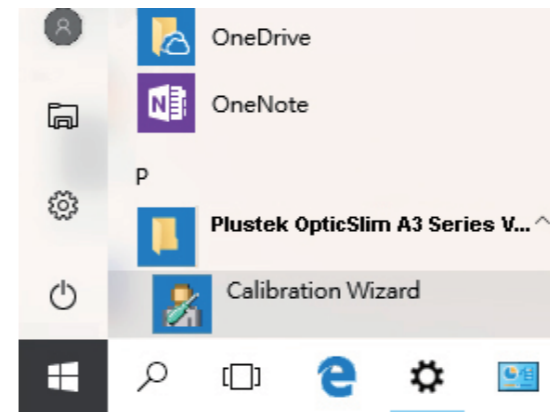 OneDrive
OneNote
P
Plustek OpticSlim A3 Series V...
Calibration Wizard